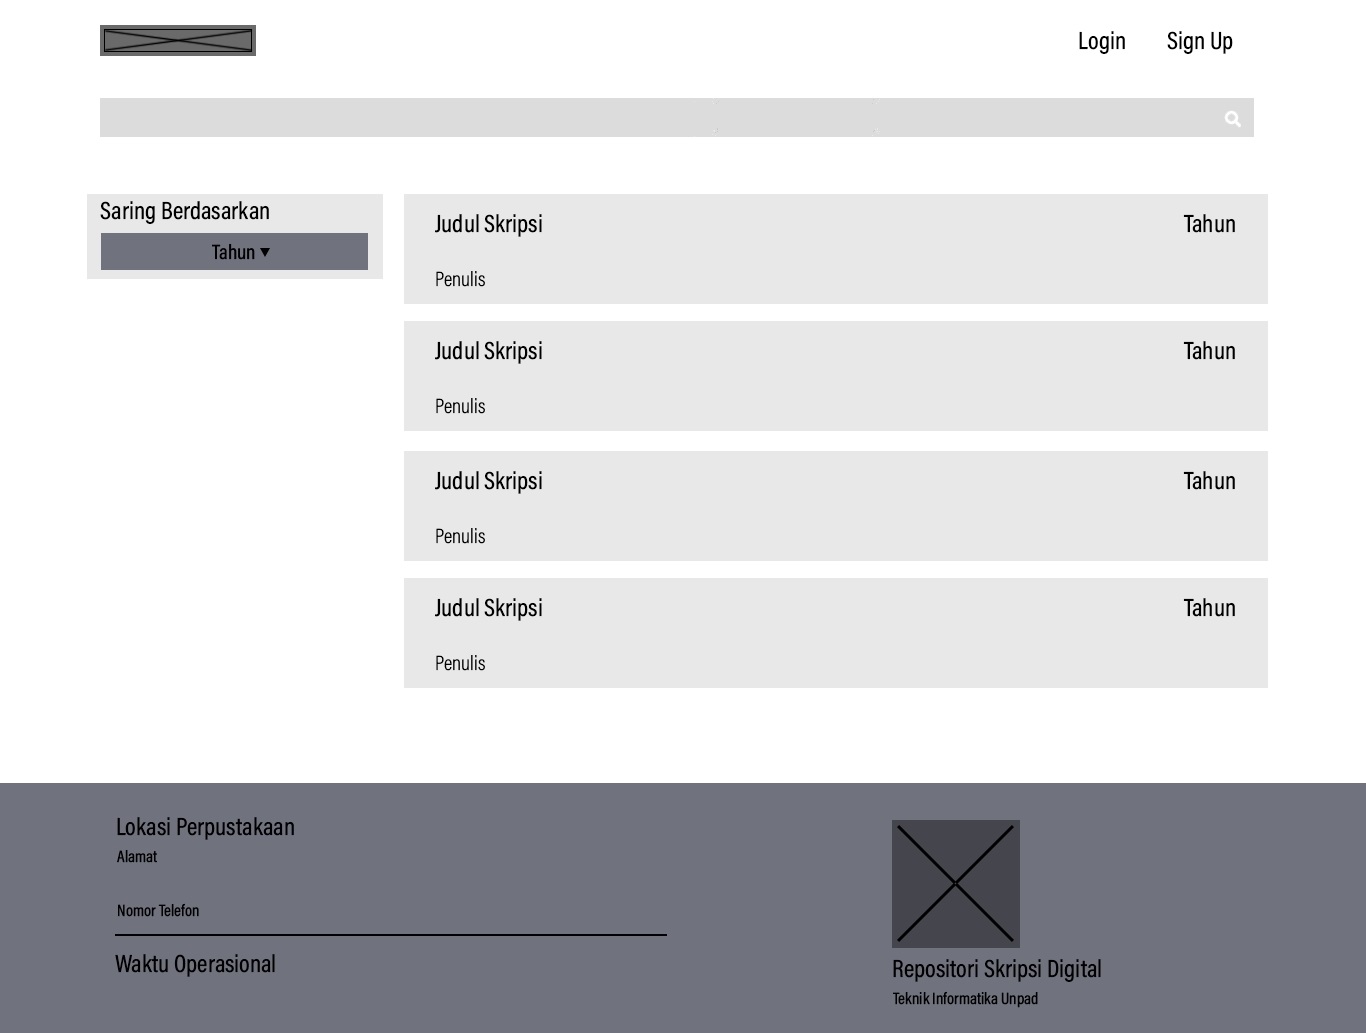 Login Sign Up
Saring Berdasarkan
Tahun ▾
Judul Skripsi Tahun
Penulis
Judul Skripsi Tahun
Penulis
Judul Skripsi Tahun
Penulis
Judul Skripsi Tahun
Penulis
Lokasi Perpustakaan
Alamat
Nomor Telefon
Waktu Operasional
Repositori Skripsi Digital
Teknik Informatika Unpad